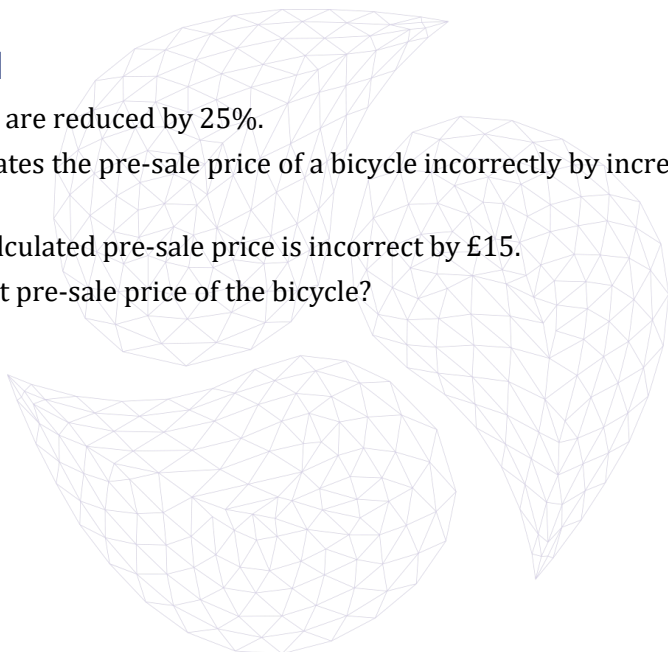 are reduced by 25%.
ates the pre-sale price of a bicycle incorrectly by incre
lculated pre-sale price is incorrect by £15.
t pre-sale price of the bicycle?